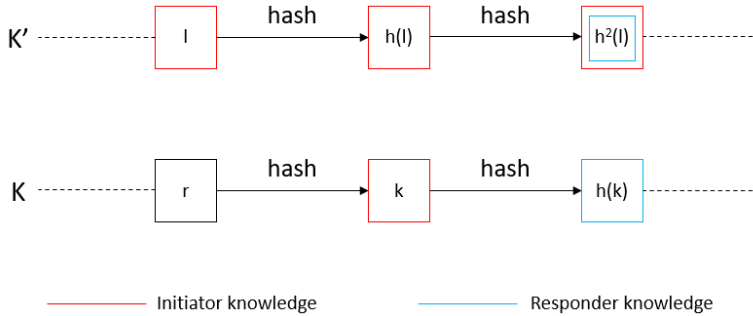 hash hash
K’ l h(l) h²(l)
hash hash
K r k h(k)
Initiator knowledge Responder knowledge